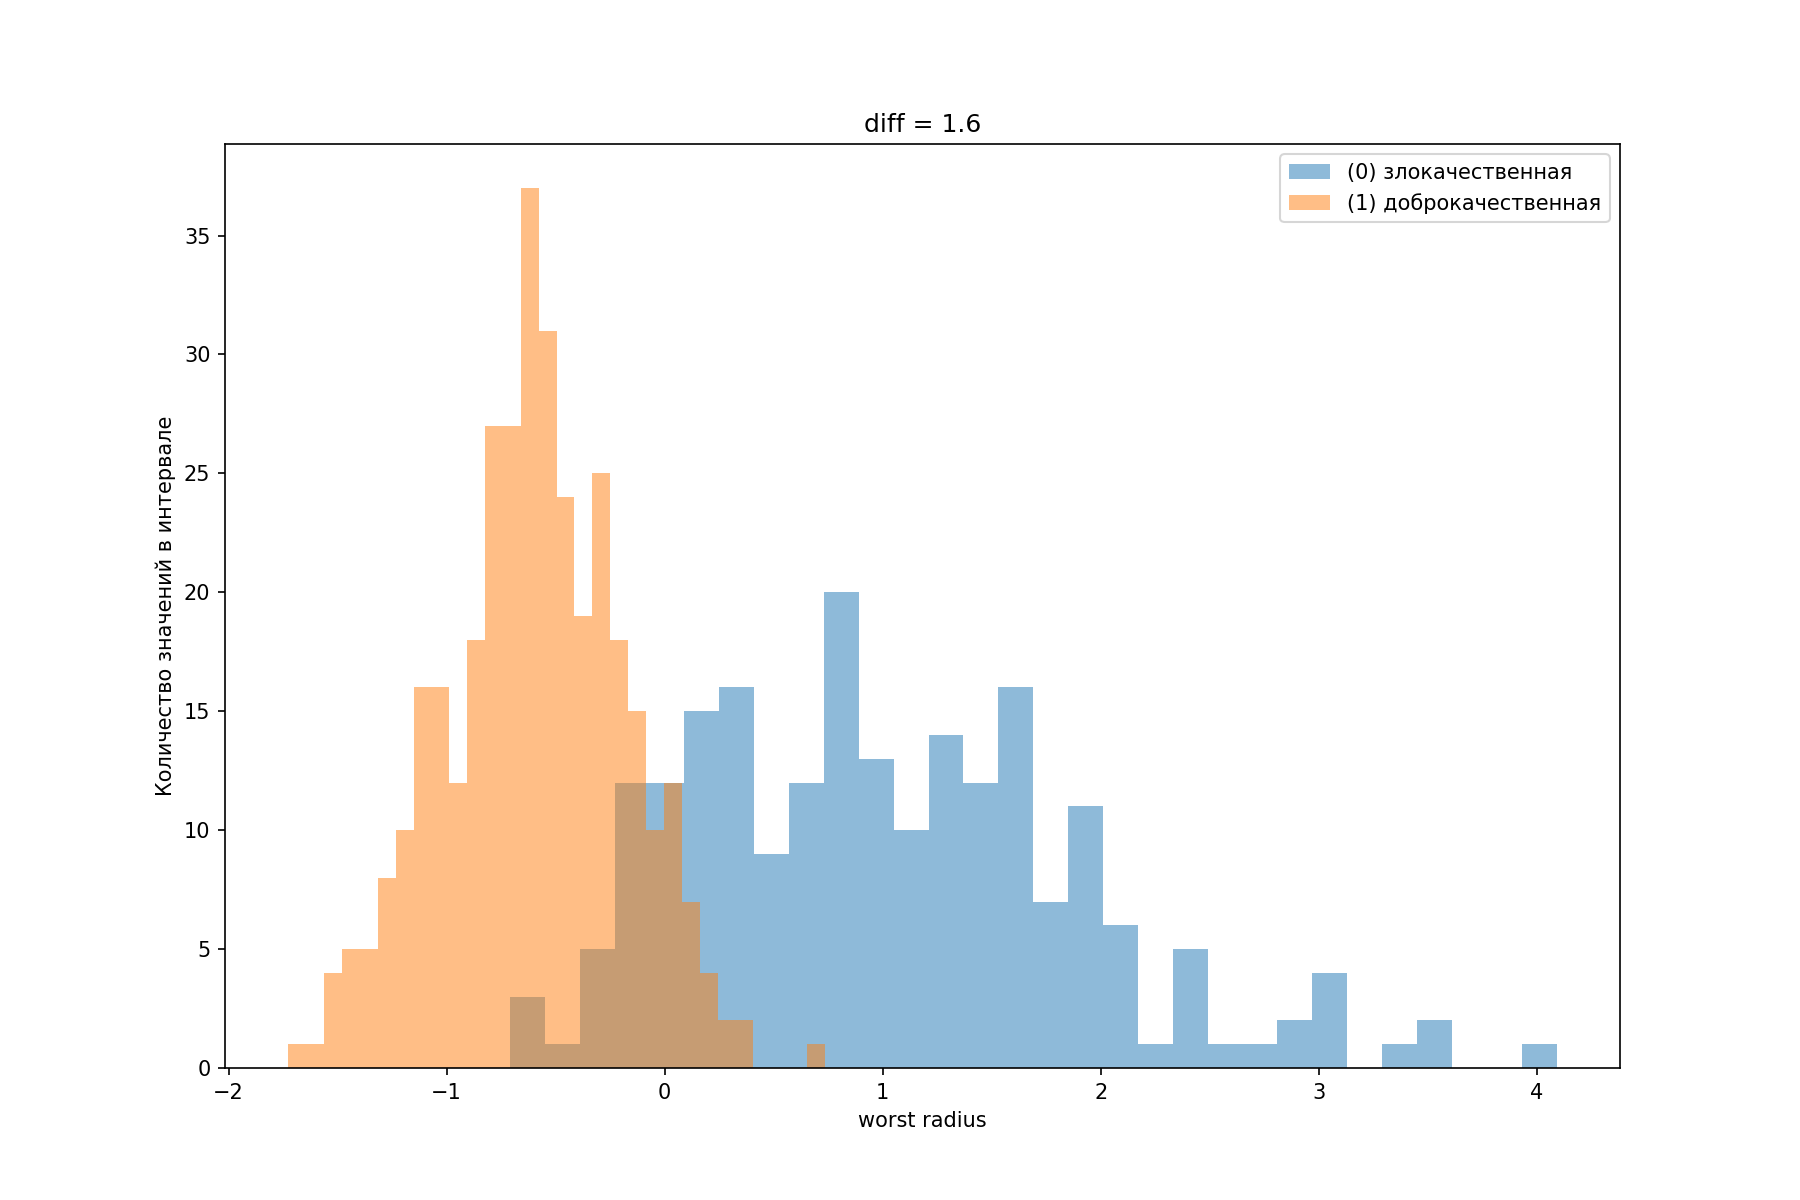 diff = 1.6
(0) злокачественная
(1) доброкачественная
Количество значений в интервале
35
30
25
20
15
10
5
0
−2 −1 0 1 2 3 4
worst radius